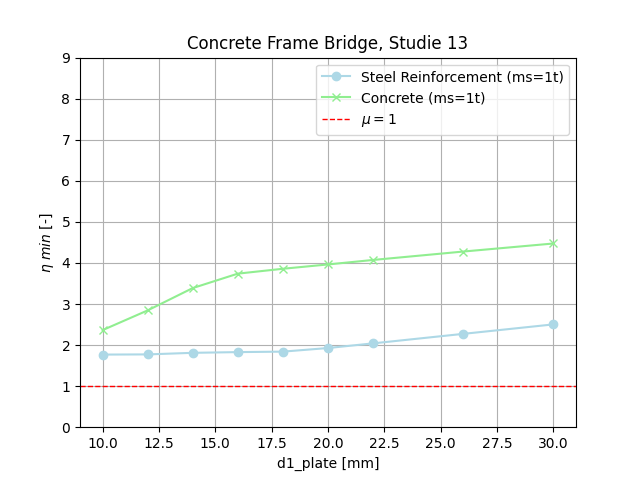 Concrete Frame Bridge, Studie 13
Steel Reinforcement (ms=1t)
Concrete (ms=1t)
μ = 1
η min [-]
9
8
7
6
5
4
3
2
1
0
10.0 12.5 15.0 17.5 20.0 22.5 25.0 27.5 30.0
d1_plate [mm]